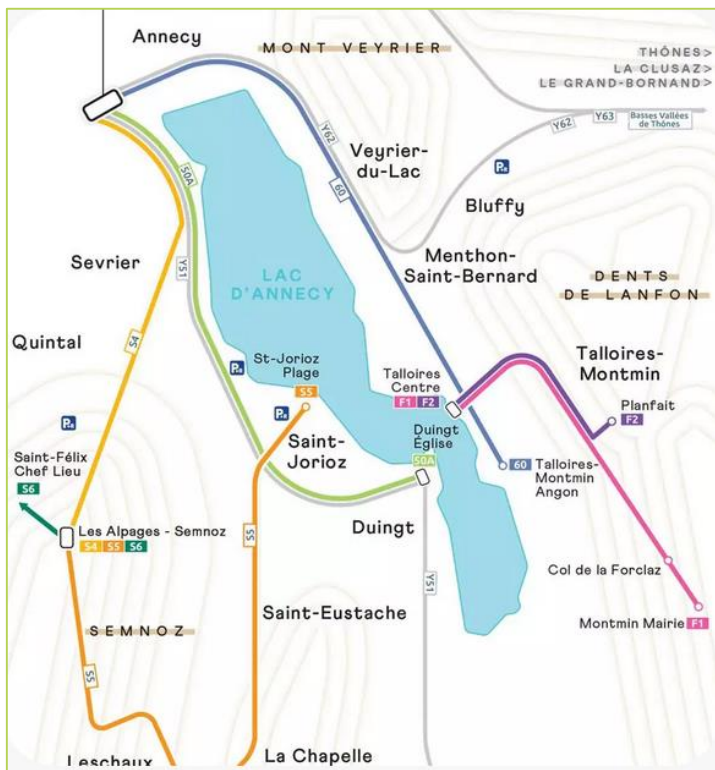 Annecy
MONT VEYRIER
THÔNES>
LA CLUSAZ>
LE GRAND-BORNAND>
Y62
Y63
Basses Vallées
de Thônes
Y62
Veyrier-
du-Lac
P+R
50A
60
Bluffy
Sevrier
Y51
Menthon-
Saint-Bernard
LAC
D'ANNECY
DENTS
DE LANFON
Quintal
S4
St-Jorioz
Plage
S5
P+R
Talloires
Centre
F1 F2
Talloires-
Montmin
Planfait
F2
P+R
P+R
Saint-
Jorioz
Duingt
Église
50A
Saint-Félix
Chef Lieu
S6
60 Talloires-
Montmin
Angon
Les Alpages - Semnoz
S4 S5 S6
S5
Duingt
Col de la Forclaz
Y51
Saint-Eustache
SEMNOZ
Montmin Mairie F1
S5
Leschaux
La Chapelle